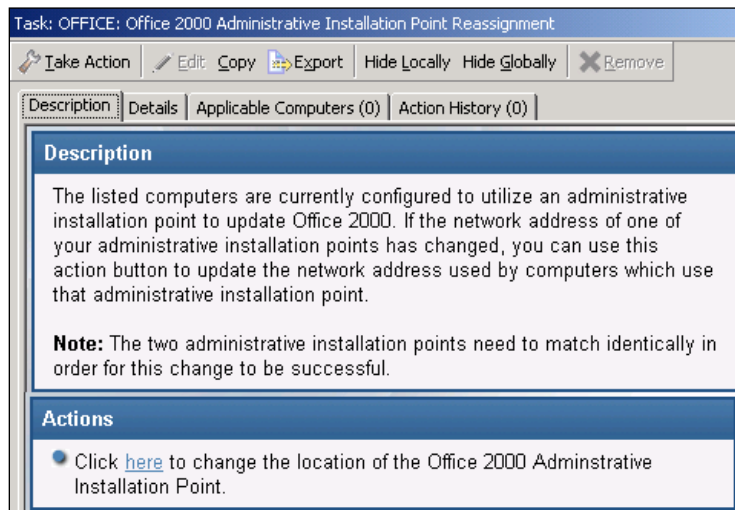 Task: OFFICE: Office 2000 Administrative Installation Point Reassignment
Take Action Edit Copy Export Hide Locally Hide Globally Remove
Description Details Applicable Computers (0) Action History (0)
Description
The listed computers are currently configured to utilize an administrative
installation point to update Office 2000. If the network address of one of
your administrative installation points has changed, you can use this
action button to update the network address used by computers which use
that administrative installation point.
Note: The two administrative installation points need to match identically in
order for this change to be successful.
Actions
Click here to change the location of the Office 2000 Adminstrative
Installation Point.